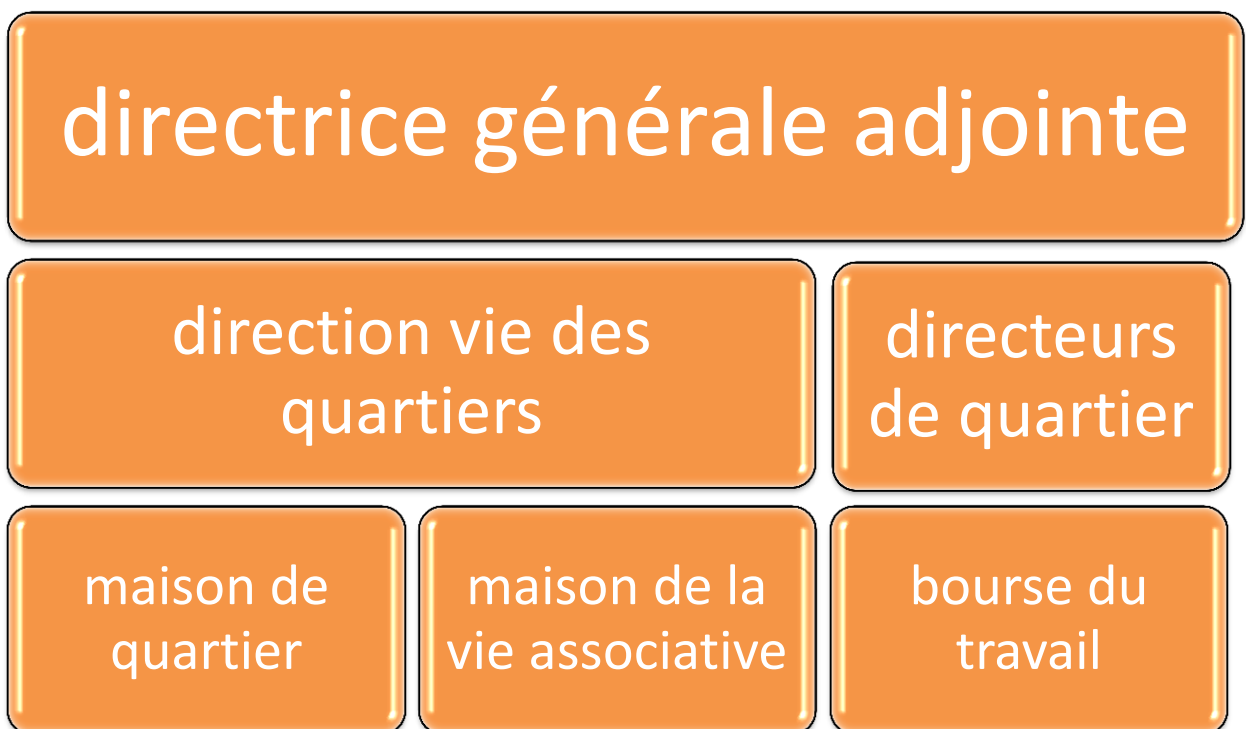 directrice générale adjointe
direction vie des
quartiers
directeurs
de quartier
maison de
quartier
maison de la
vie associative
bourse du
travail